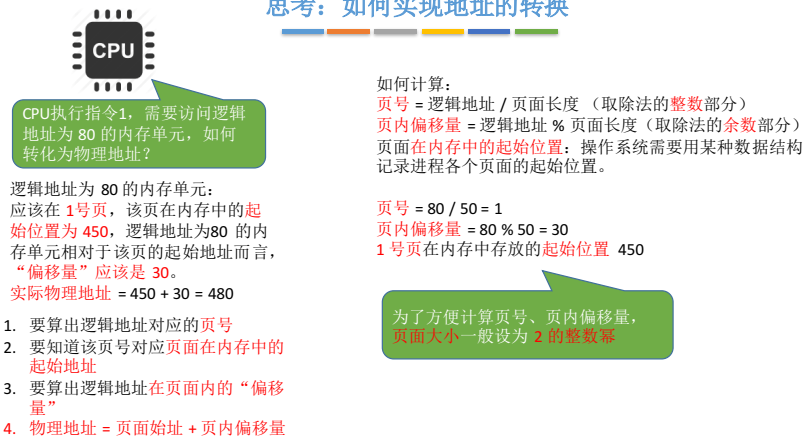 思考：如何实现地址的转换
CPU
CPU执行指令1，需要访问逻辑
地址为 80 的内存单元，如何
转化为物理地址？
逻辑地址为 80 的内存单元：
应该在 1号页，该页在内存中的起
始位置为 450，逻辑地址为80 的内
存单元相对于该页的起始地址而言，
“偏移量”应该是 30。
实际物理地址 = 450 + 30 = 480
1. 要算出逻辑地址对应的页号
2. 要知道该页号对应页面在内存中的
起始地址
3. 要算出逻辑地址在页面内的“偏移
量”
4. 物理地址 = 页面始址 + 页内偏移量
如何计算：
页号 = 逻辑地址 / 页面长度 （取除法的整数部分）
页内偏移量 = 逻辑地址 % 页面长度（取除法的余数部分）
页面在内存中的起始位置：操作系统需要用某种数据结构
记录进程各个页面的起始位置。
页号 = 80 / 50 = 1
页内偏移量 = 80 % 50 = 30
1 号页在内存中存放的起始位置 450
为了方便计算页号、页内偏移量，
页面大小一般设为 2 的整数幂